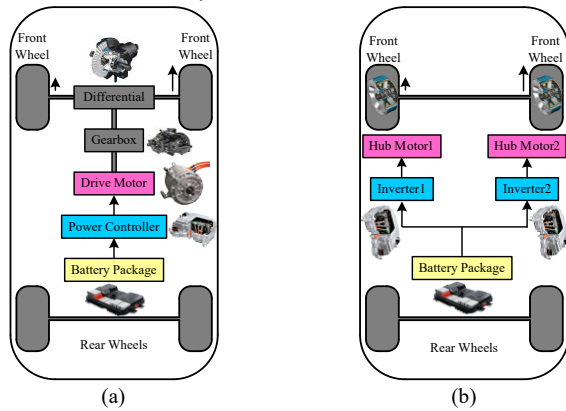 Front
Wheel
Front
Wheel
Differential
Gearbox
Drive Motor
Power Controller
Battery Package
Rear Wheels
(a)
Front
Wheel
Front
Wheel
Hub Motor1
Hub Motor2
Inverter1
Inverter2
Battery Package
Rear Wheels
(b)